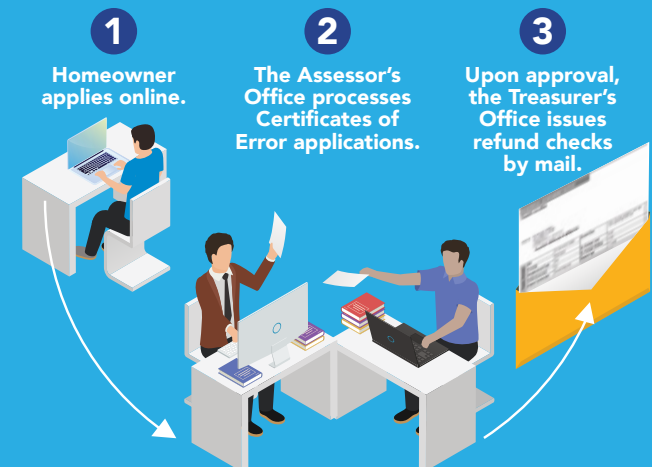 1
Homeowner
applies online.
2
The Assessor's
Office processes
Certificates of
Error applications.
3
Upon approval,
the Treasurer's
Office issues
refund checks
by mail.